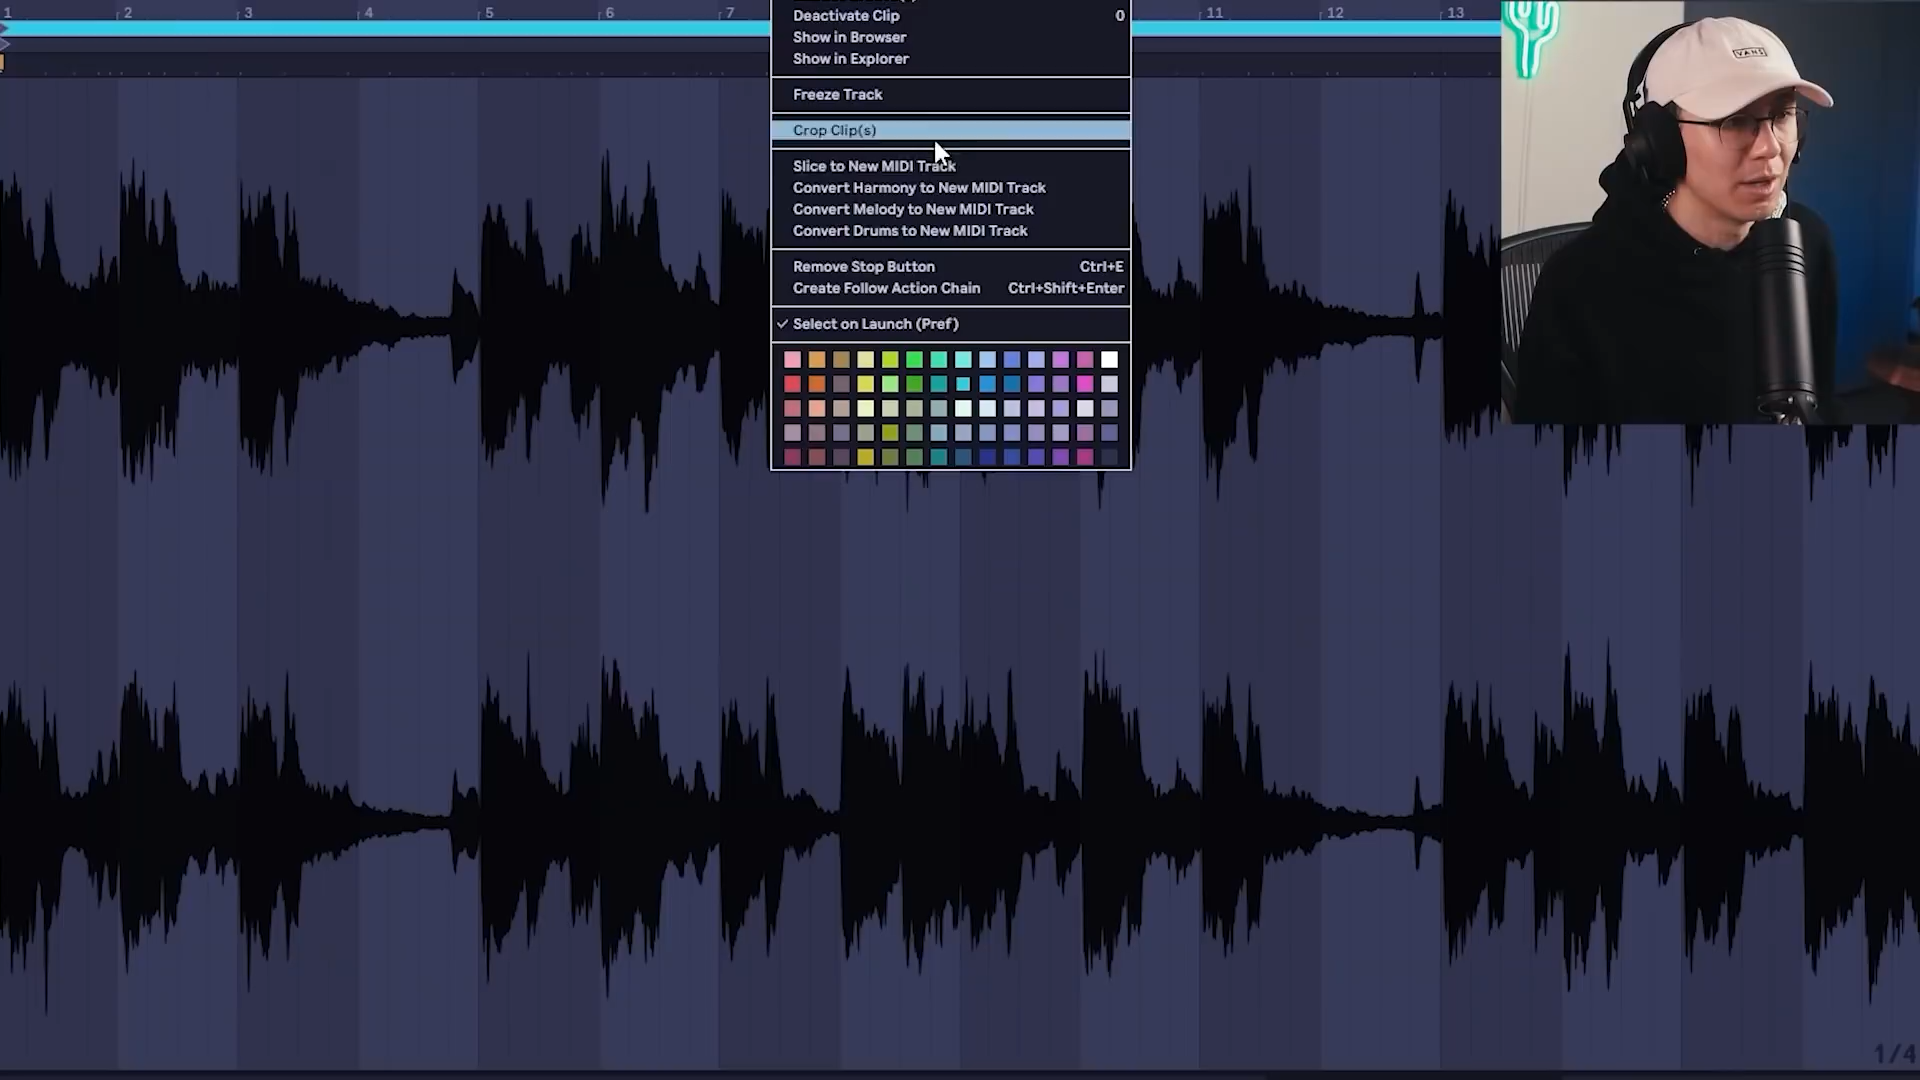 1 2 3 4 5 6 7 11 12 13
Deactivate Clip 0
Show in Browser
Show in Explorer
Freeze Track
Crop Clip(s)
Slice to New MIDI Track
Convert Harmony to New MIDI Track
Convert Melody to New MIDI Track
Convert Drums to New MIDI Track
Remove Stop Button Ctrl+E
Create Follow Action Chain Ctrl+Shift+Enter
✓ Select on Launch (Pref)
VANS
1/4